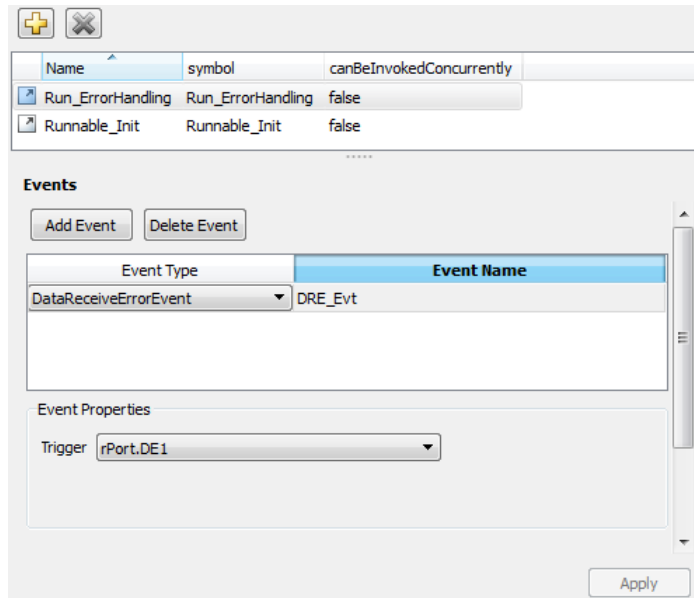 Name symbol canBeInvokedConcurrently
Run_ErrorHandling Run_ErrorHandling false
Runnable_Init Runnable_Init false
Events
Add Event Delete Event
Event Type Event Name
DataReceiveErrorEvent DRE_Evt
Event Properties
Trigger rPort.DE1
Apply